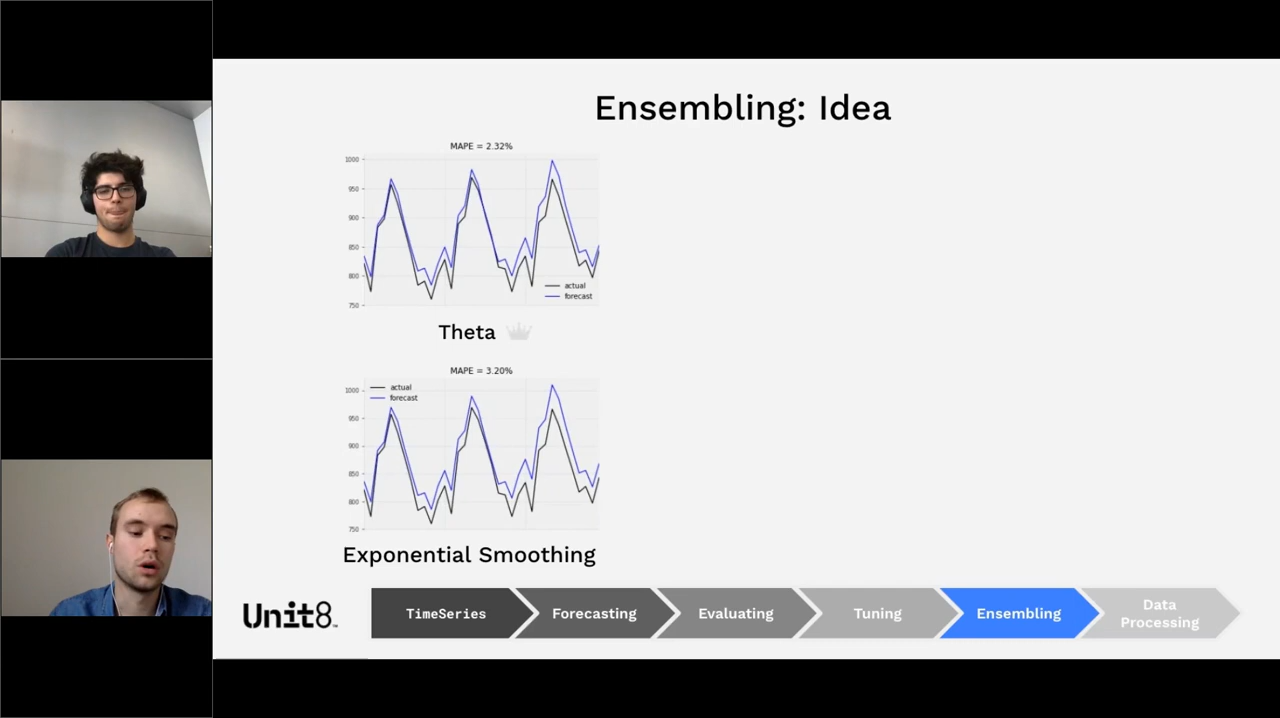 Ensembling: Idea
MAPE = 2.32%
1000
950
900
850
800
750
actual
forecast
Theta
MAPE = 3.20%
1000
950
900
850
800
750
actual
forecast
Exponential Smoothing
Unit8
TimeSeries
Forecasting
Evaluating
Tuning
Ensembling
Data
Processing